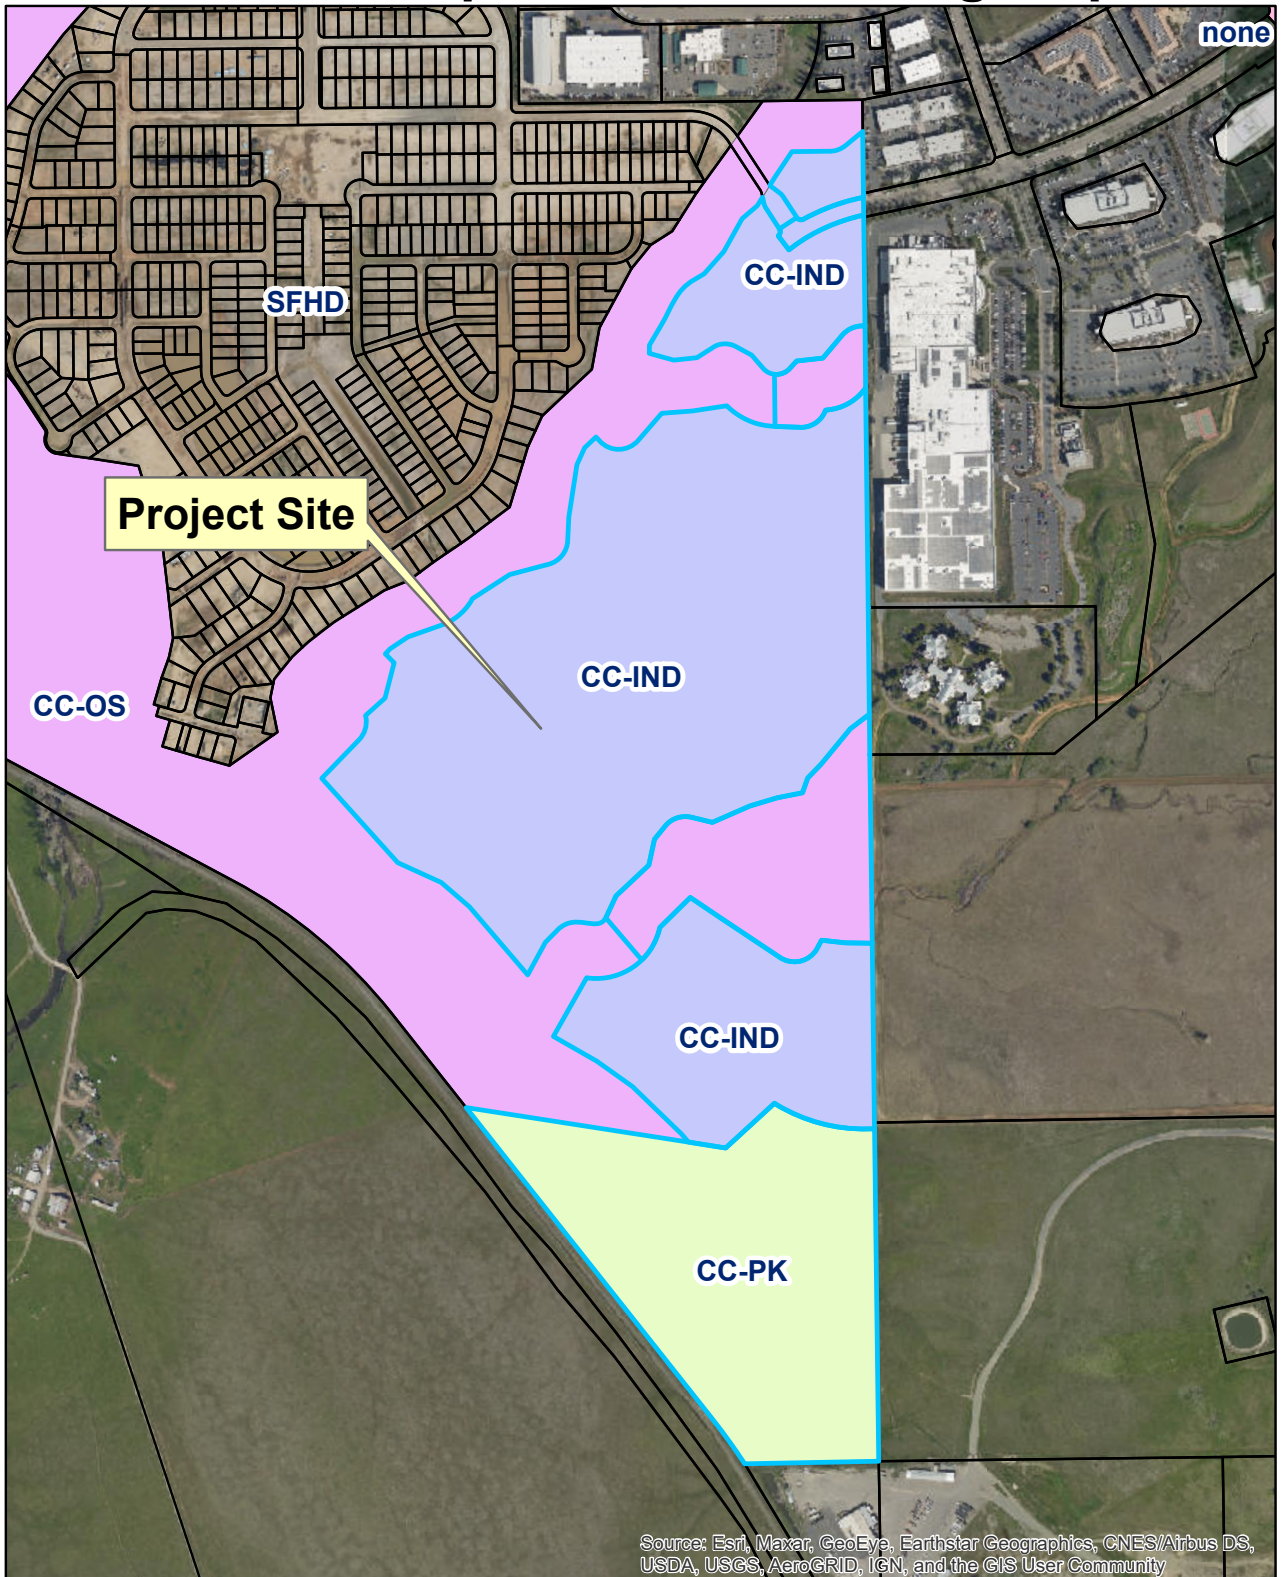 none
CC-IND
SFHD
Project Site
CC-IND
CC-OS
CC-IND
CC-PK
Source: Esri, Maxar, GeoEye, Earthstar Geographics, CNES/Airbus DS,
USDA, USGS, AeroGRID, IGN, and the GIS User Community